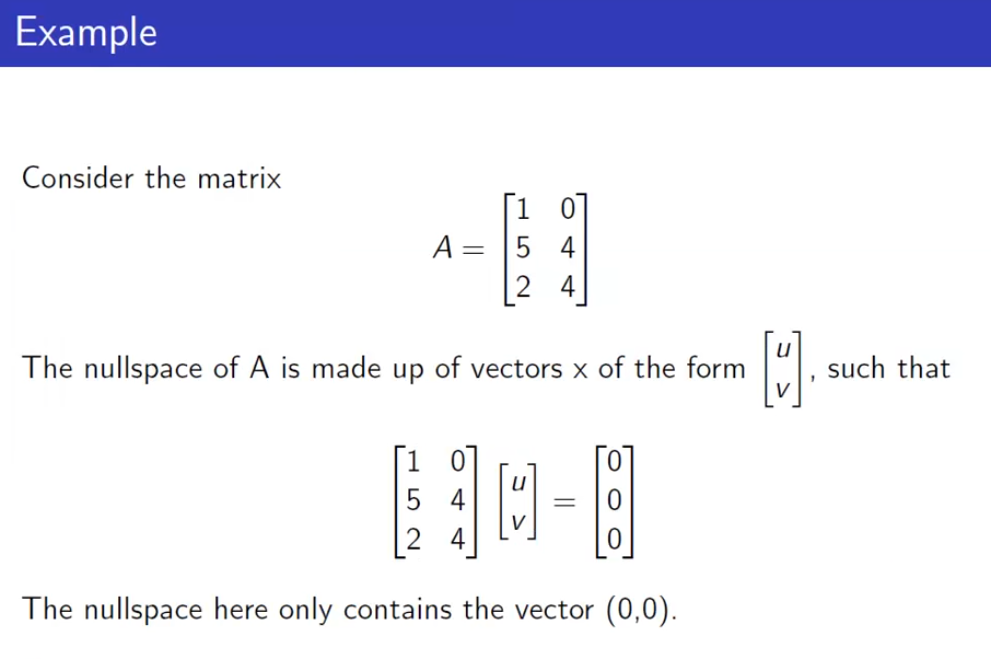 Example
Consider the matrix
A = [1 0
5 4
2 4]
The nullspace of A is made up of vectors x of the form [u
v], such that
[1 0
5 4
2 4] [u
v] = [0
0
0]
The nullspace here only contains the vector (0,0).